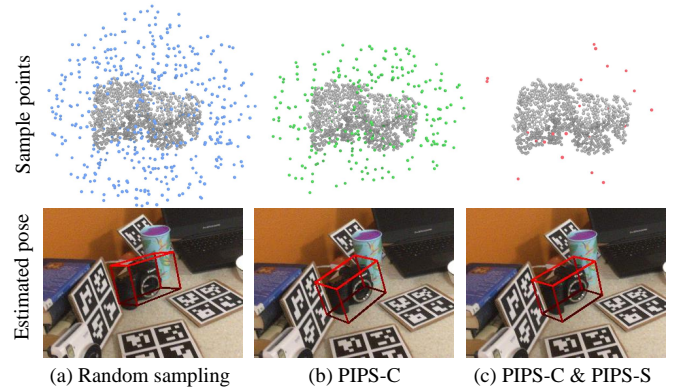 Sample points
Estimated pose
(a) Random sampling
(b) PIPS-C
(c) PIPS-C & PIPS-S